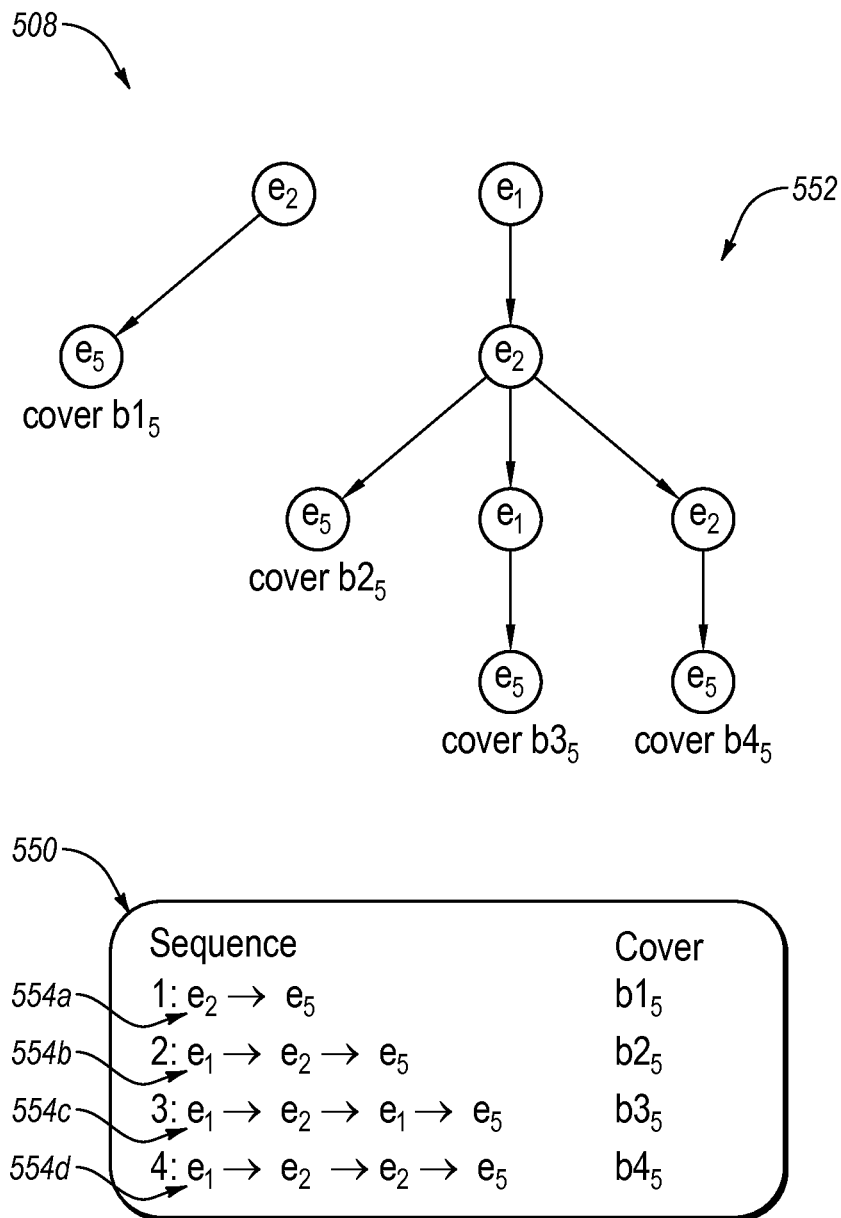 508
e₂ e₁
552
e₅ e₂
cover b1₅
e₅ e₁ e₂
cover b2₅
e₅ e₅
cover b3₅ cover b4₅
550
Sequence Cover
554a 1: e₂ → e₅ b1₅
554b 2: e₁ → e₂ → e₅ b2₅
554c 3: e₁ → e₂ → e₁ → e₅ b3₅
554d 4: e₁ → e₂ → e₂ → e₅ b4₅